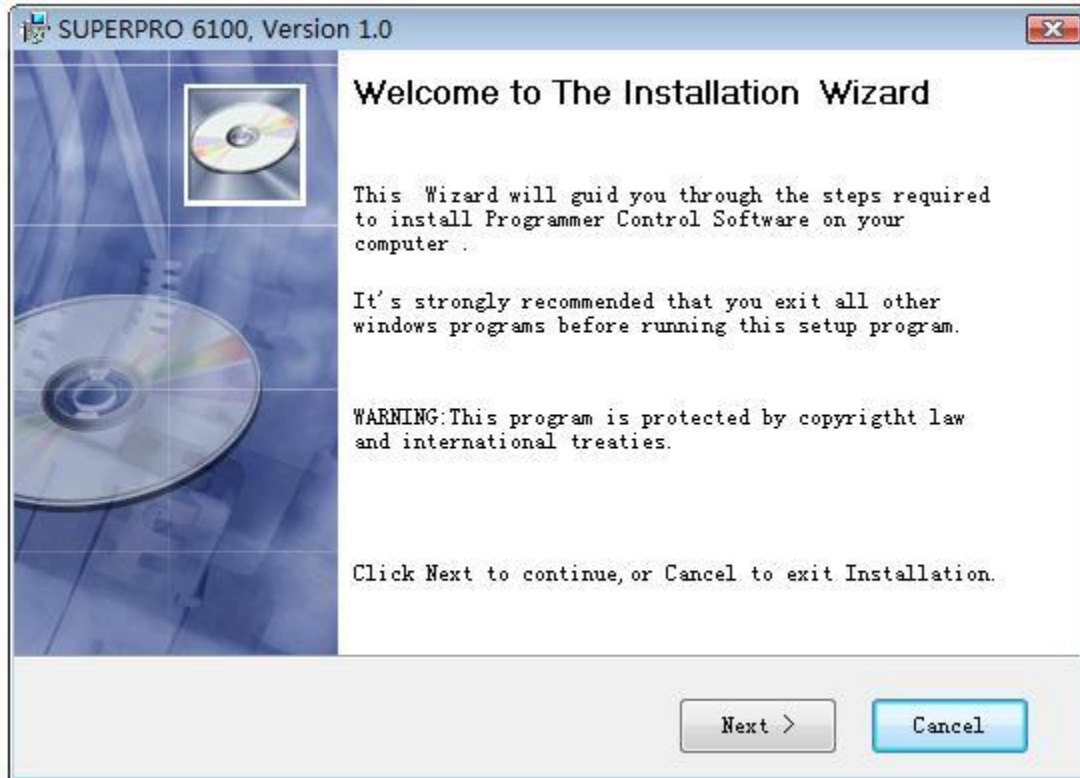 SUPERPRO 6100, Version 1.0
Welcome to The Installation Wizard
This Wizard will guid you through the steps required
to install Programmer Control Software on your
computer .
It's strongly recommended that you exit all other
windows programs before running this setup program.
WARNING:This program is protected by copyrigtht law
and international treaties.
Click Next to continue,or Cancel to exit Installation.
Next >
Cancel